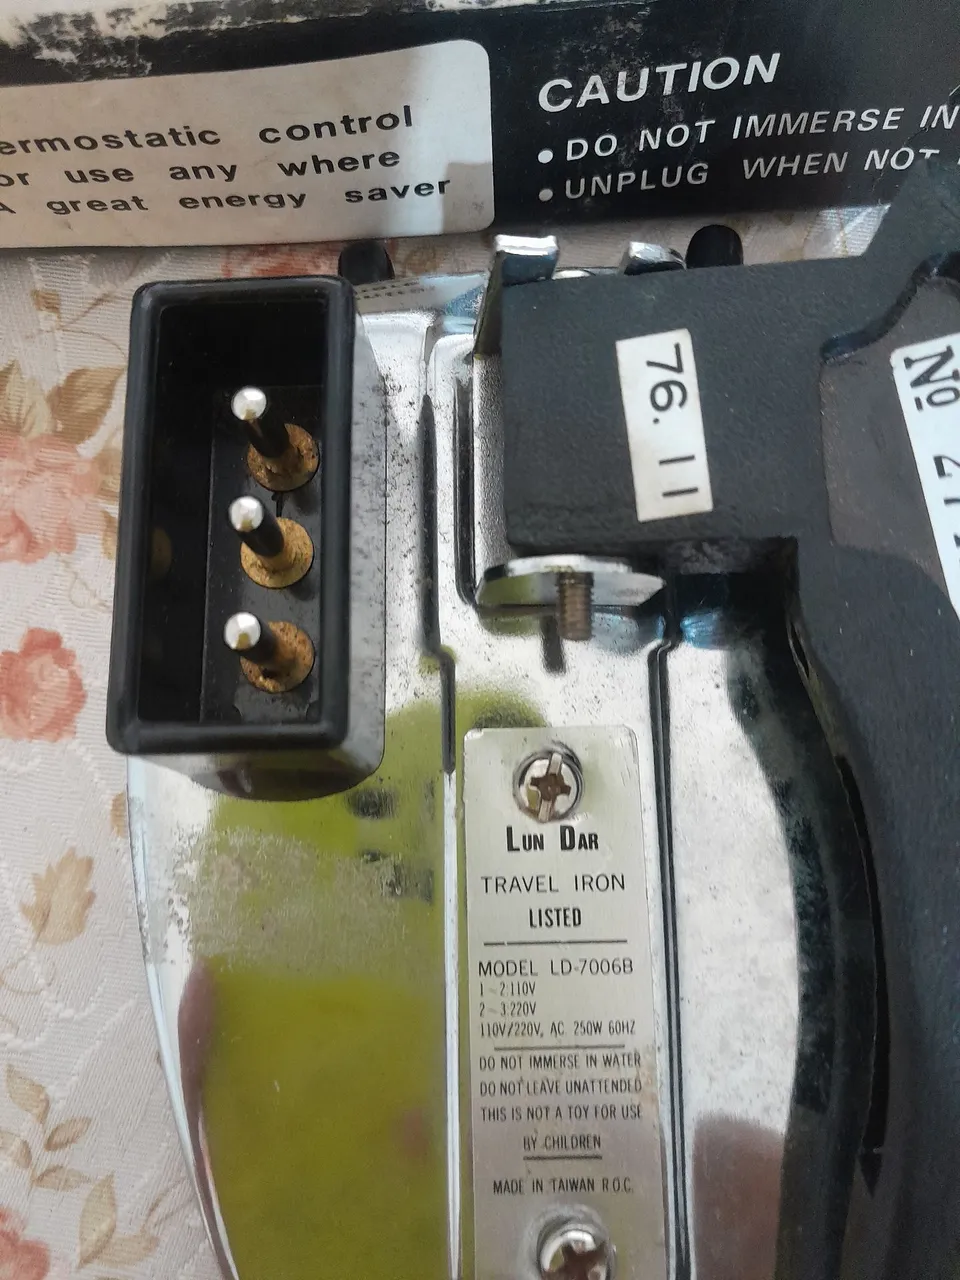 ermostatic control
or use any where
A great energy saver
CAUTION
• DO NOT IMMERSE IN
• UNPLUG WHEN NOT
76. 11
No
LUN DAR
TRAVEL IRON
LISTED
MODEL LD-7006B
1~2:110V
2~3:220V
110V/220V, AC. 250W 60HZ
DO NOT IMMERSE IN WATER
DO NOT LEAVE UNATTENDED
THIS IS NOT A TOY FOR USE
BY CHILDREN
MADE IN TAIWAN R.O.C.